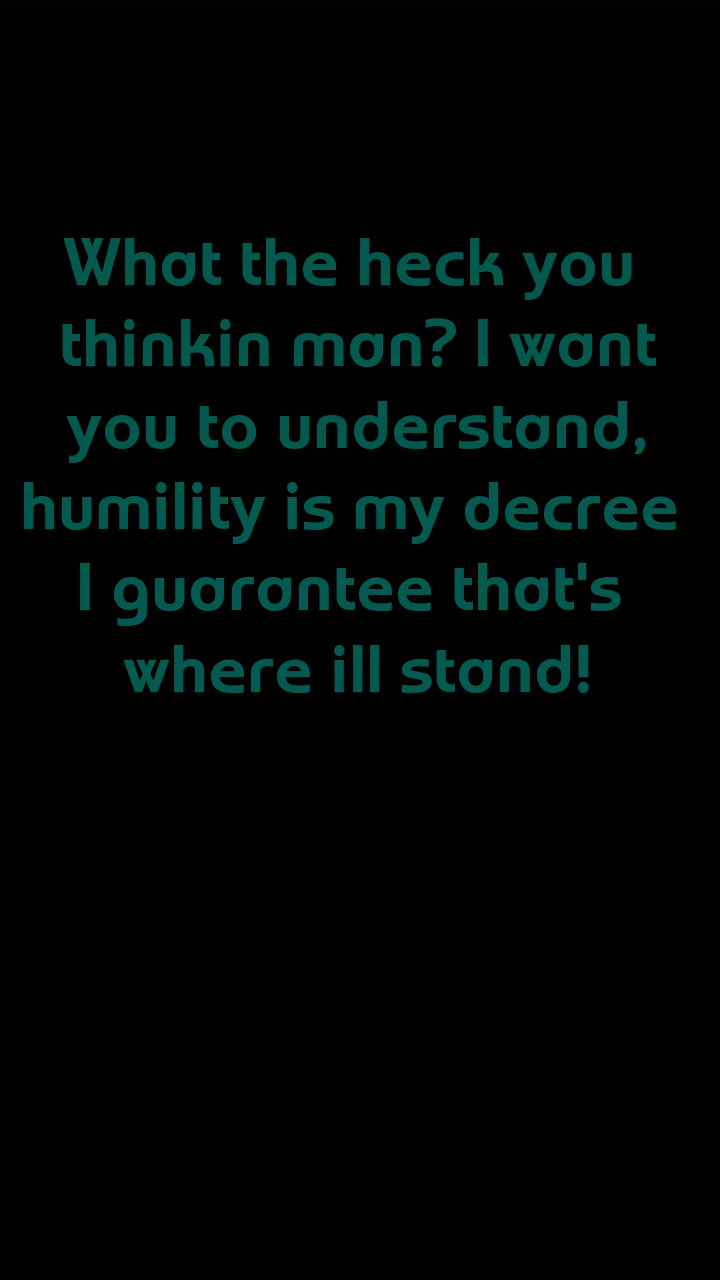 What the heck you
thinkin man? I want
you to understand,
humility is my decree
I guarantee that's
where ill stand!